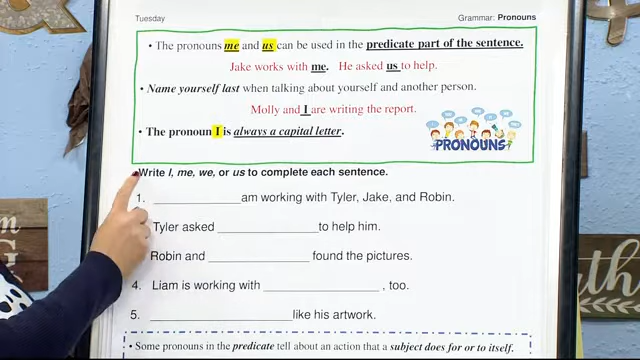 Tuesday
Grammar: Pronouns
• The pronouns me and us can be used in the predicate part of the sentence.
Jake works with me. He asked us to help.
• Name yourself last when talking about yourself and another person.
Molly and I are writing the report.
• The pronoun I is always a capital letter.
PRONOUNS
Write I, me, we, or us to complete each sentence.
1. ______________ am working with Tyler, Jake, and Robin.
Tyler asked ________________ to help him.
Robin and ________________ found the pictures.
4. Liam is working with __________________ , too.
5. ______________________ like his artwork.
• Some pronouns in the predicate tell about an action that a subject does for or to itself.